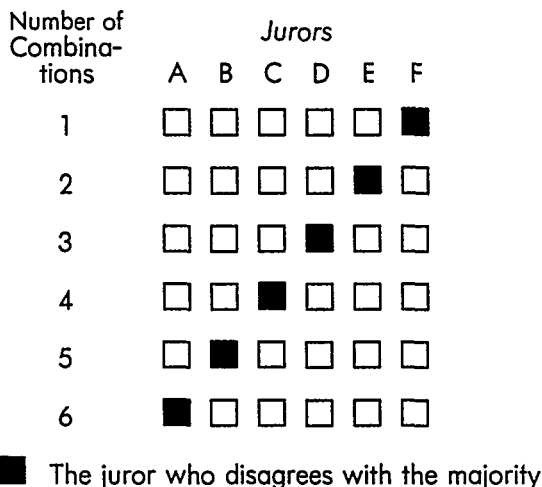 Number of
Combina-
tions
Jurors
A B C D E F
1
2
3
4
5
6
The juror who disagrees with the majority